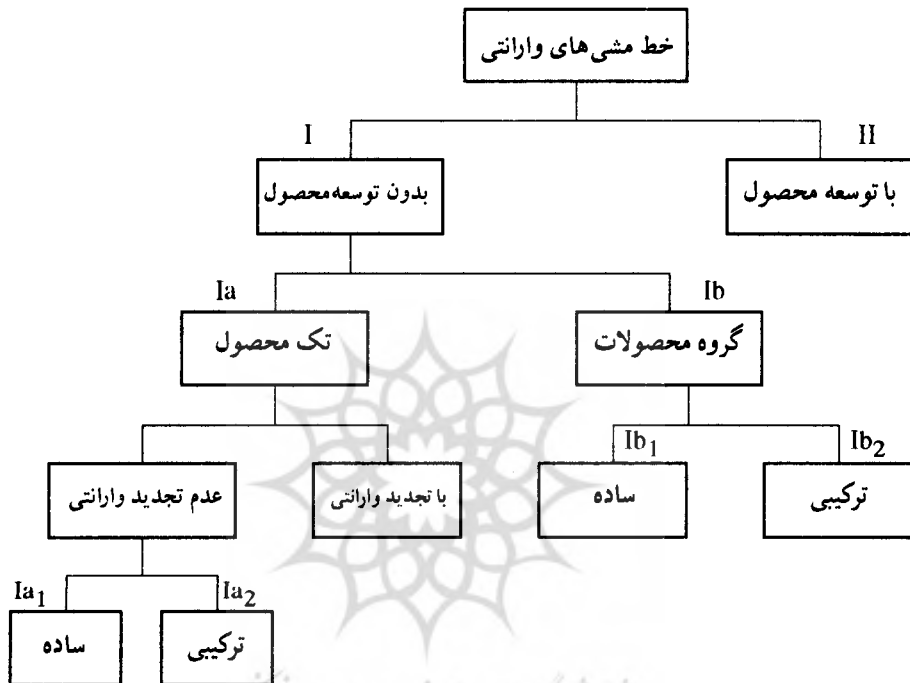 خط مشی‌های وارانتی
I
II
بدون توسعه محصول
با توسعه محصول
Ia
Ib
تک محصول
گروه محصولات
Ib1
Ib2
عدم تجدید وارانتی
با تجدید وارانتی
ساده
ترکیبی
Ia1
Ia2
ساده
ترکیبی